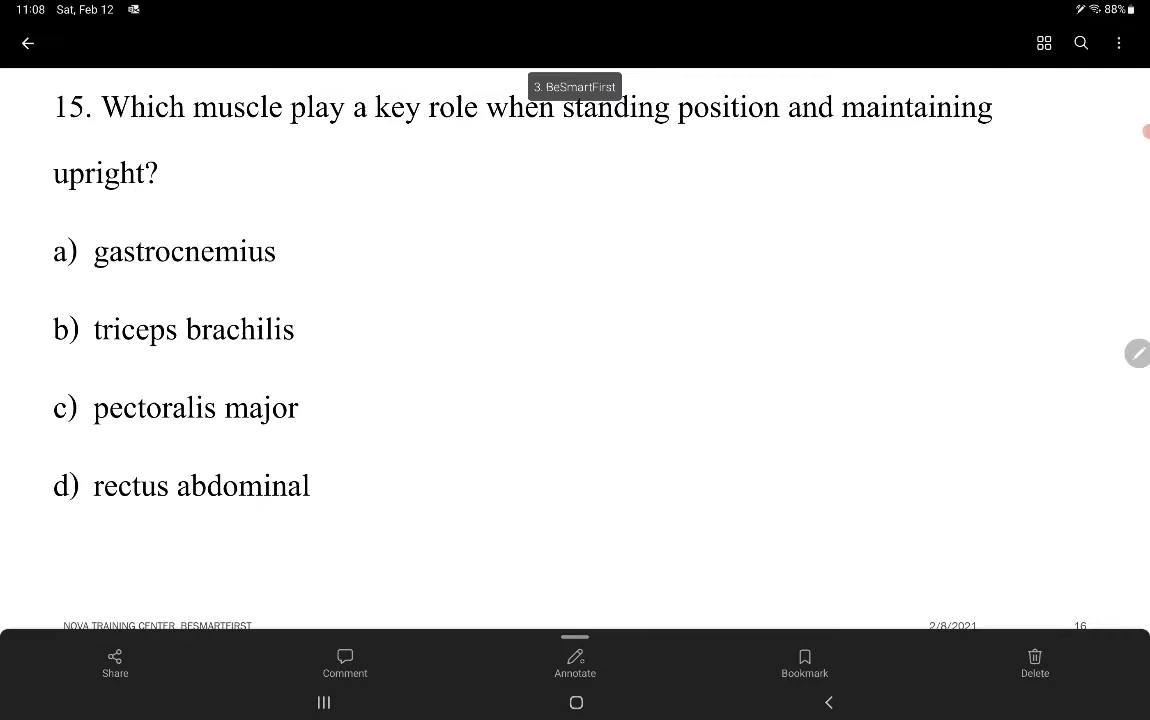 11:08 Sat, Feb 12 88%
3. BeSmartFirst
15. Which muscle play a key role when standing position and maintaining
upright?
a) gastrocnemius
b) triceps brachilis
c) pectoralis major
d) rectus abdominal
NOVA TRAINING CENTER BESMARTFIRST 2/8/2021 16
Share Comment Annotate Bookmark Delete